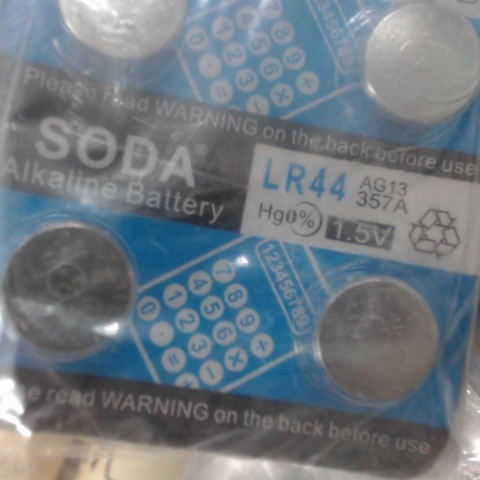 Please read WARNING on the back before use
SODA®
Alkaline Battery
LR44 AG13
357A
Hg0% 1.5V
123456789
7 8 9 ÷
4 5 6 ×
0 1 2 3 -
read WARNING on the back before use